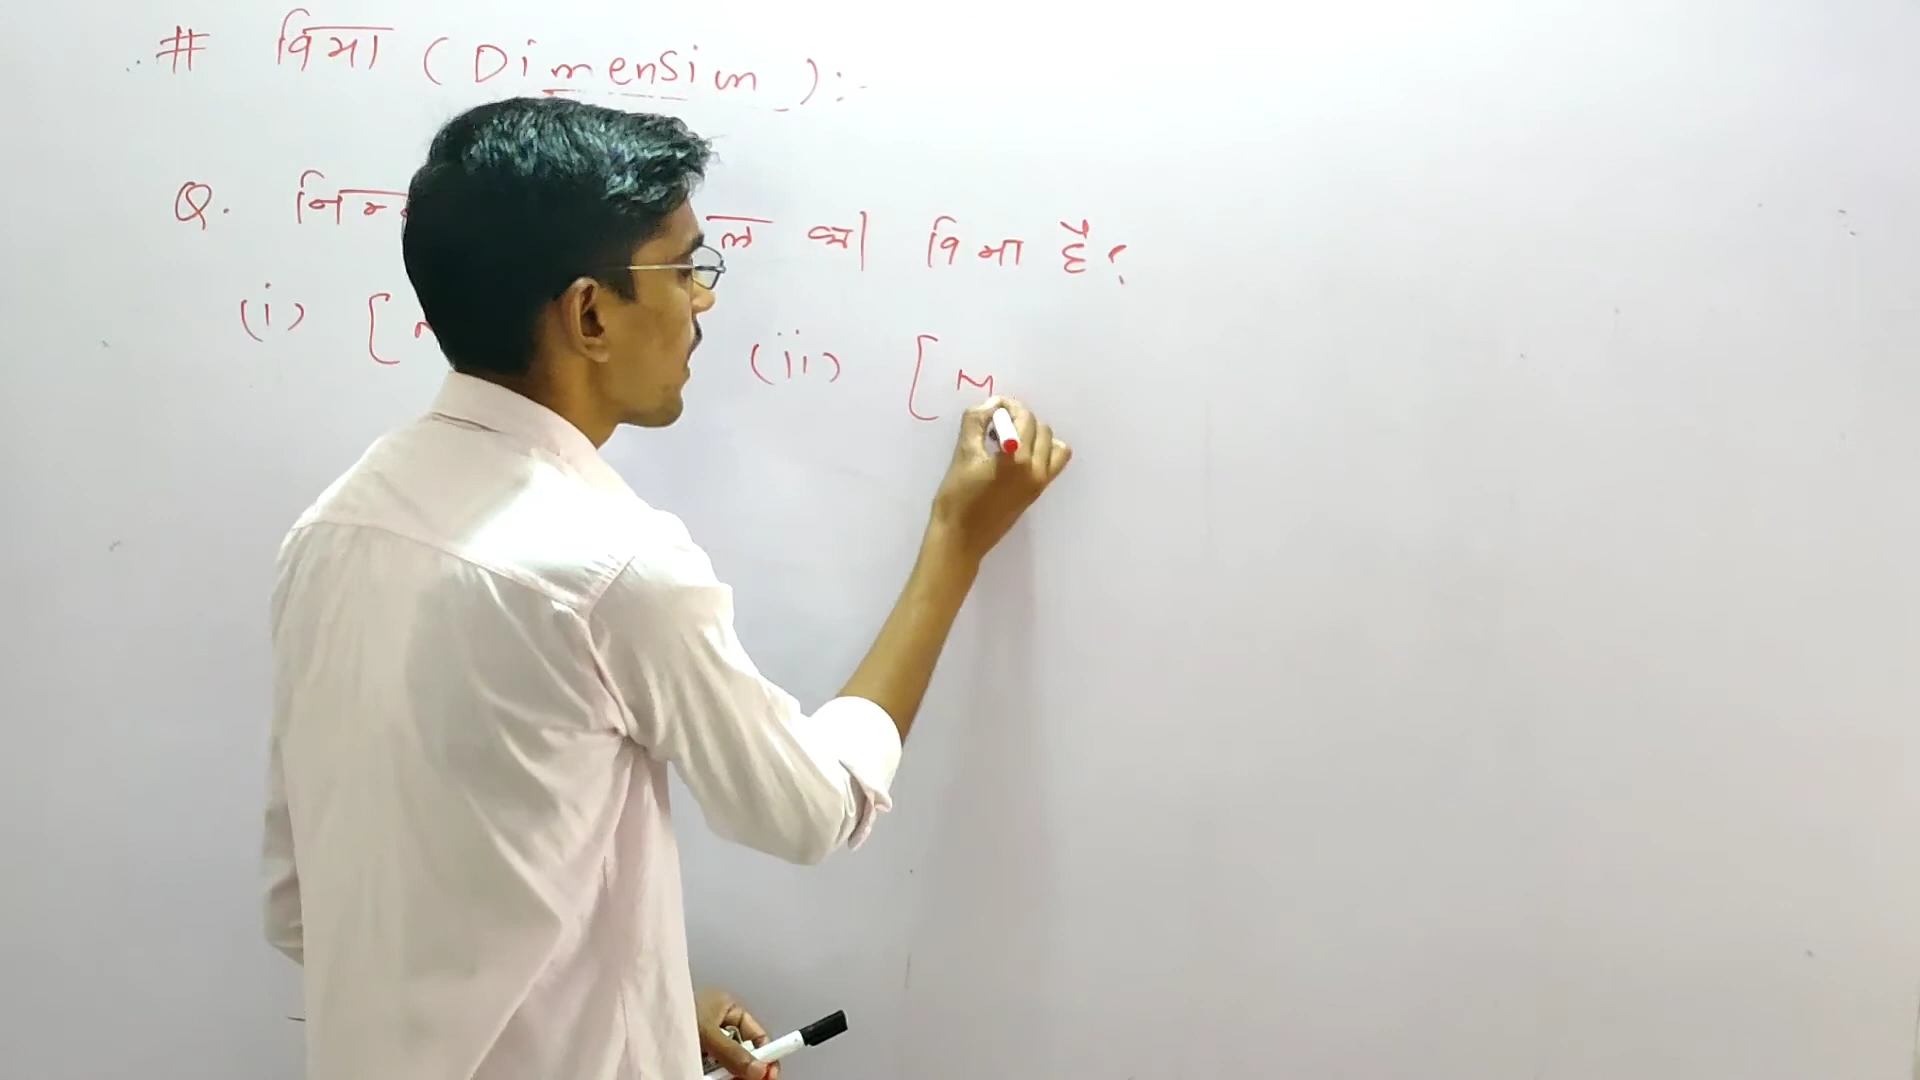 # विमा (Dimension):-
Q. की विमा है?
(i) [ (ii) [M